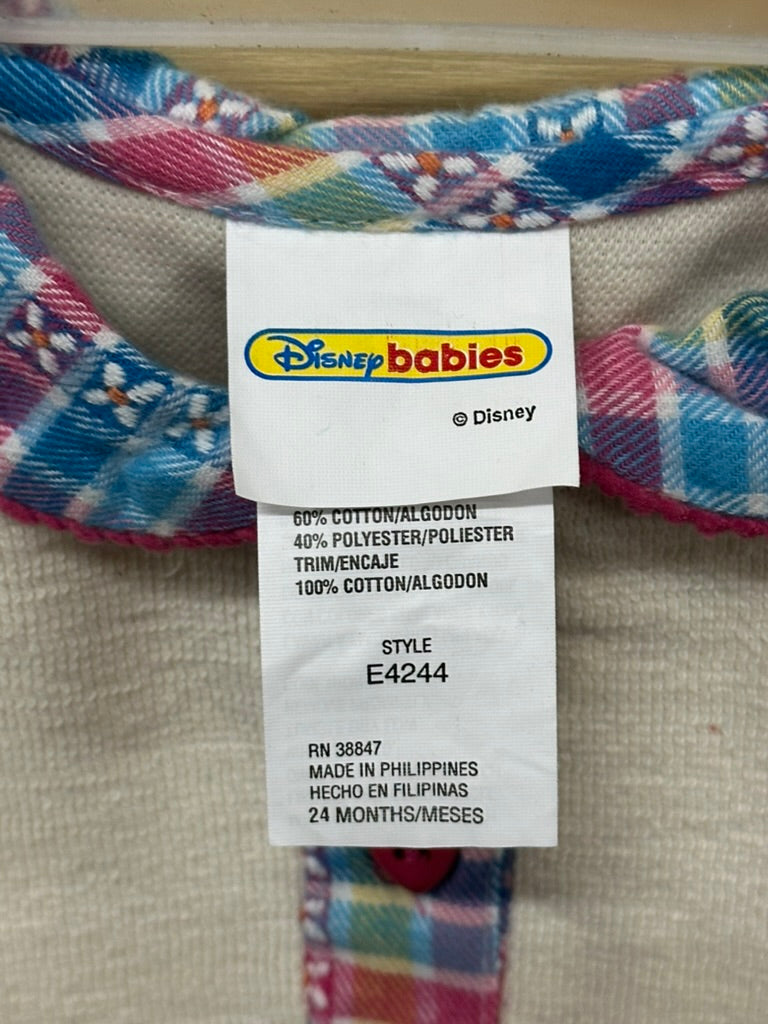 Disney babies
© Disney
60% COTTON/ALGODON
40% POLYESTER/POLIESTER
TRIM/ENCAJE
100% COTTON/ALGODON
STYLE
E4244
RN 38847
MADE IN PHILIPPINES
HECHO EN FILIPINAS
24 MONTHS/MESES